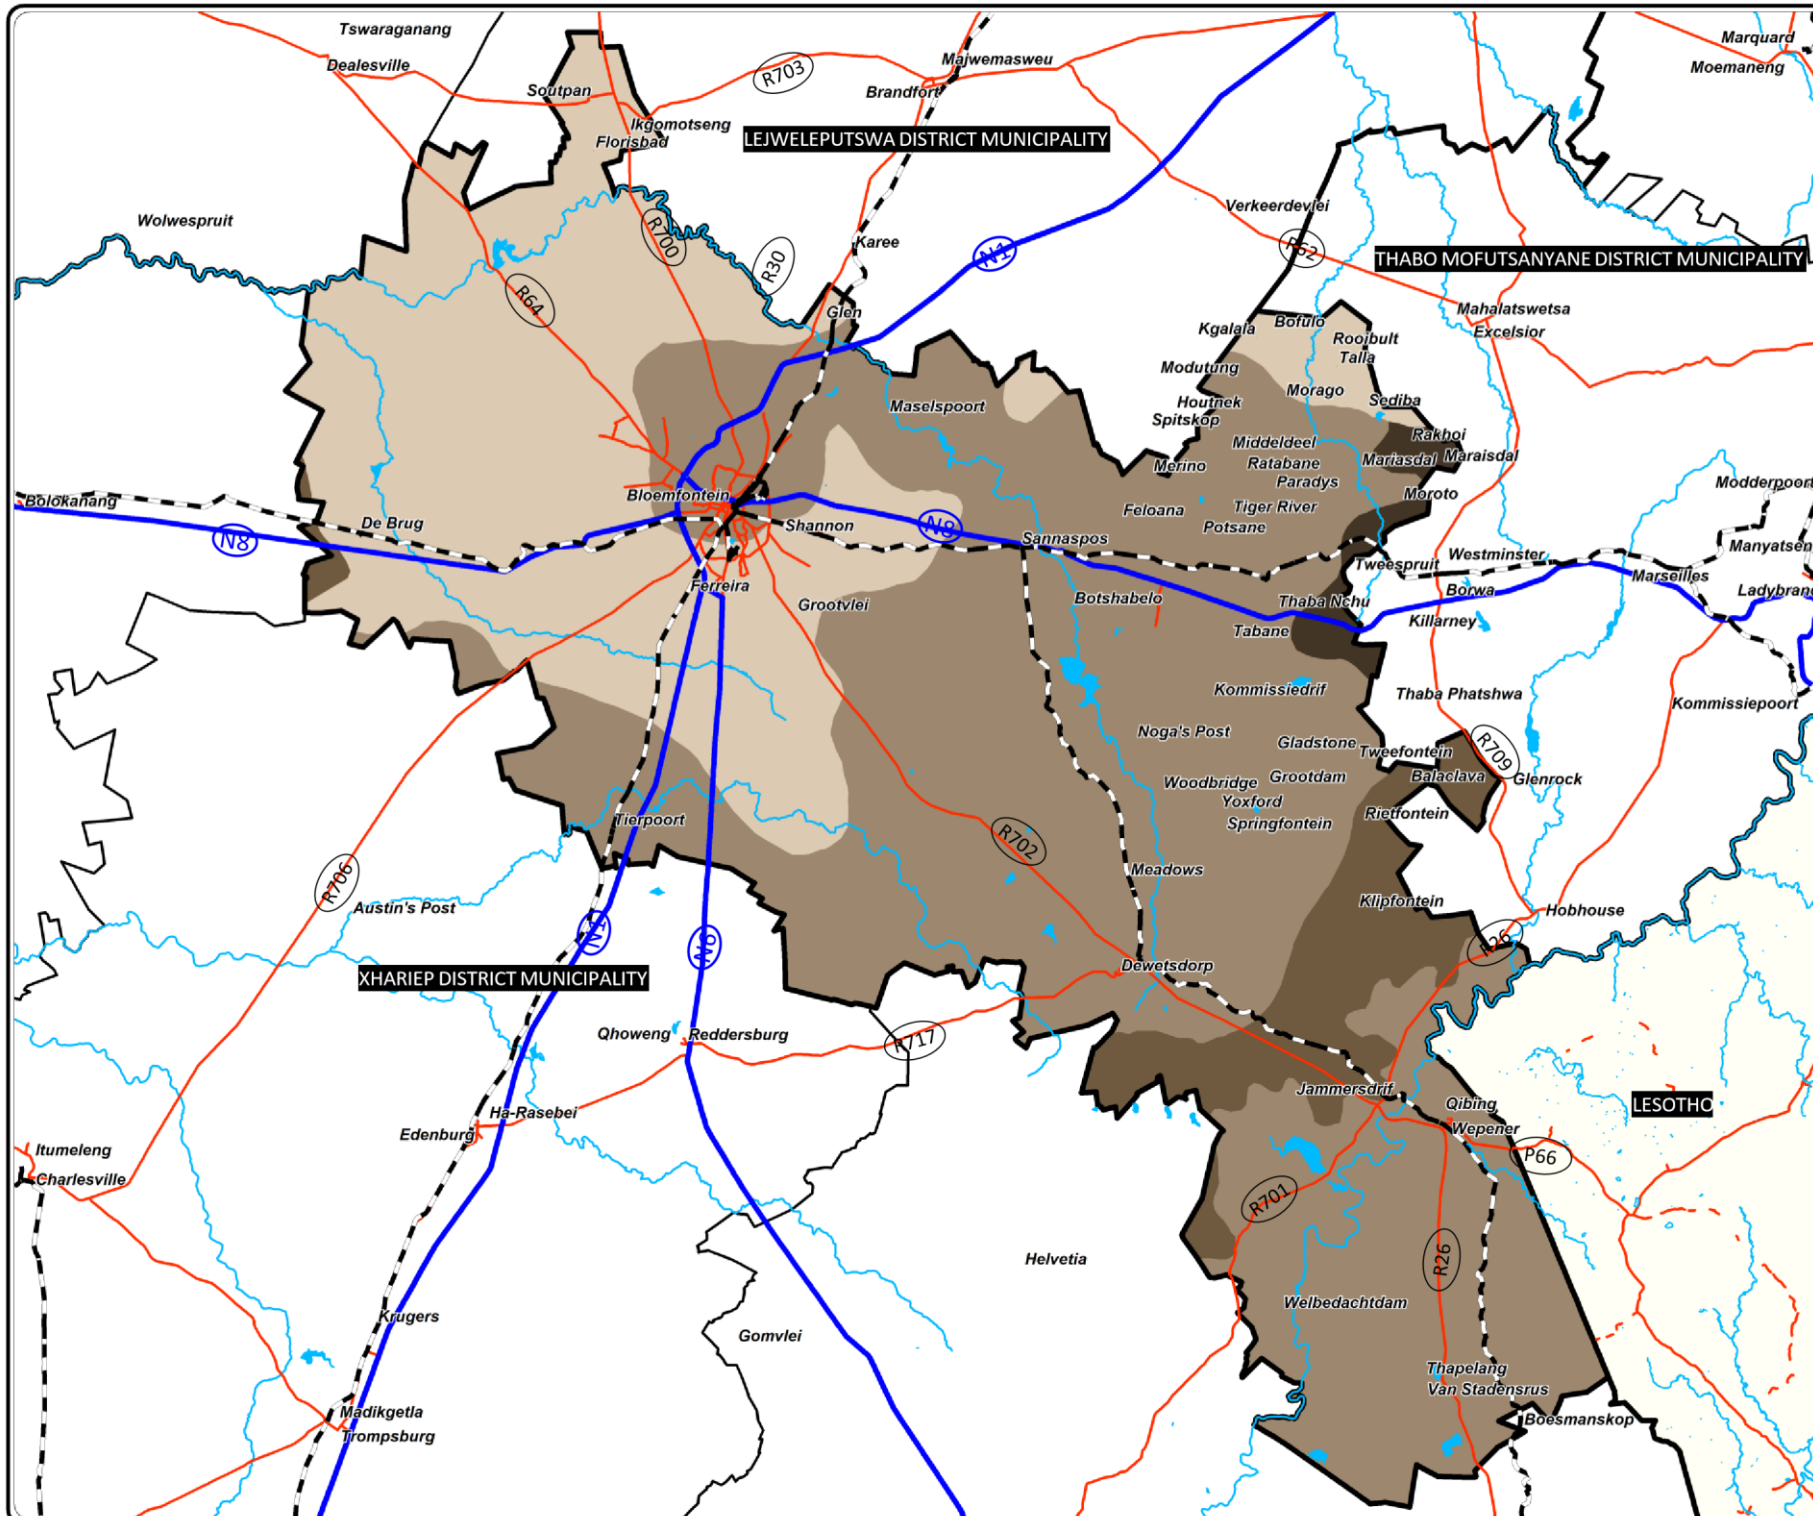 Tswaraganang
Dealesville
Soutpan
Ikgomotseng
Florisbad
R703
Majwemasweu
Brandfort
LEJWELEPUTSWA DISTRICT MUNICIPALITY
Marquard
Moemaneng
Wolwespruit
R700
R30
Karee
N1
Verkeerdevlei
R62
THABO MOFUTSANYANE DISTRICT MUNICIPALITY
R64
Glen
Kgalala
Bofulo
Rooibult
Talla
Mahalatswetsa
Excelsior
Modutung
Morago
Sediba
Houtnek
Spitskop
Maselspoort
Middeldeel
Rakhoi
Merino
Ratabane
Mariasdal
Maraisdal
Paradys
Moroto
Modderpoort
Bolokanang
De Brug
N8
Bloemfontein
Shannon
N8
Feloana
Tiger River
Potsane
Sannaspos
Tweespruit
Westminster
Manyatsen
Marseilles
Ferreira
Grootvlei
Botshabelo
Thaba Nchu
Borwa
Ladybrand
Tabane
Killarney
Kommissiedrif
Thaba Phatshwa
Kommissiepoort
Noga's Post
Gladstone
Tweefontein
R709
Woodbridge
Grootdam
Balaclava
Glenrock
Yoxford
Springfontein
Rietfontein
Tierpoort
R702
Meadows
R706
Austin's Post
Klipfontein
Hobhouse
N1
N6
R26
Dewetsdorp
XHARIEP DISTRICT MUNICIPALITY
Qhoweng
Reddersburg
R717
Ha-Rasebei
Edenburg
Jammersdrif
Qibing
Wepener
LESOTHO
P66
Itumeleng
Charlesville
R701
R26
Helvetia
Welbedachtdam
Krugers
Gomvlei
Thapelang
Van Stadensrus
Madikgetla
Trompsburg
Boesmanskop